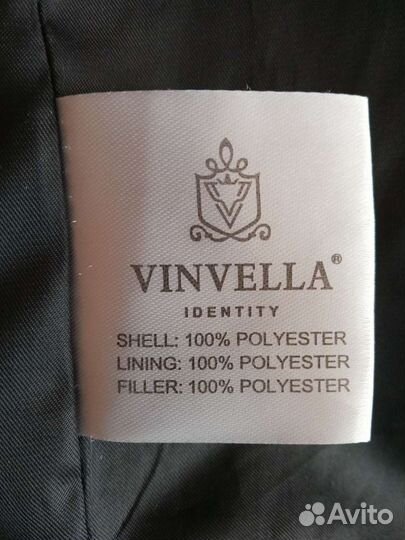 VINVELLA®
IDENTITY
SHELL: 100% POLYESTER
LINING: 100% POLYESTER
FILLER: 100% POLYESTER
Avito